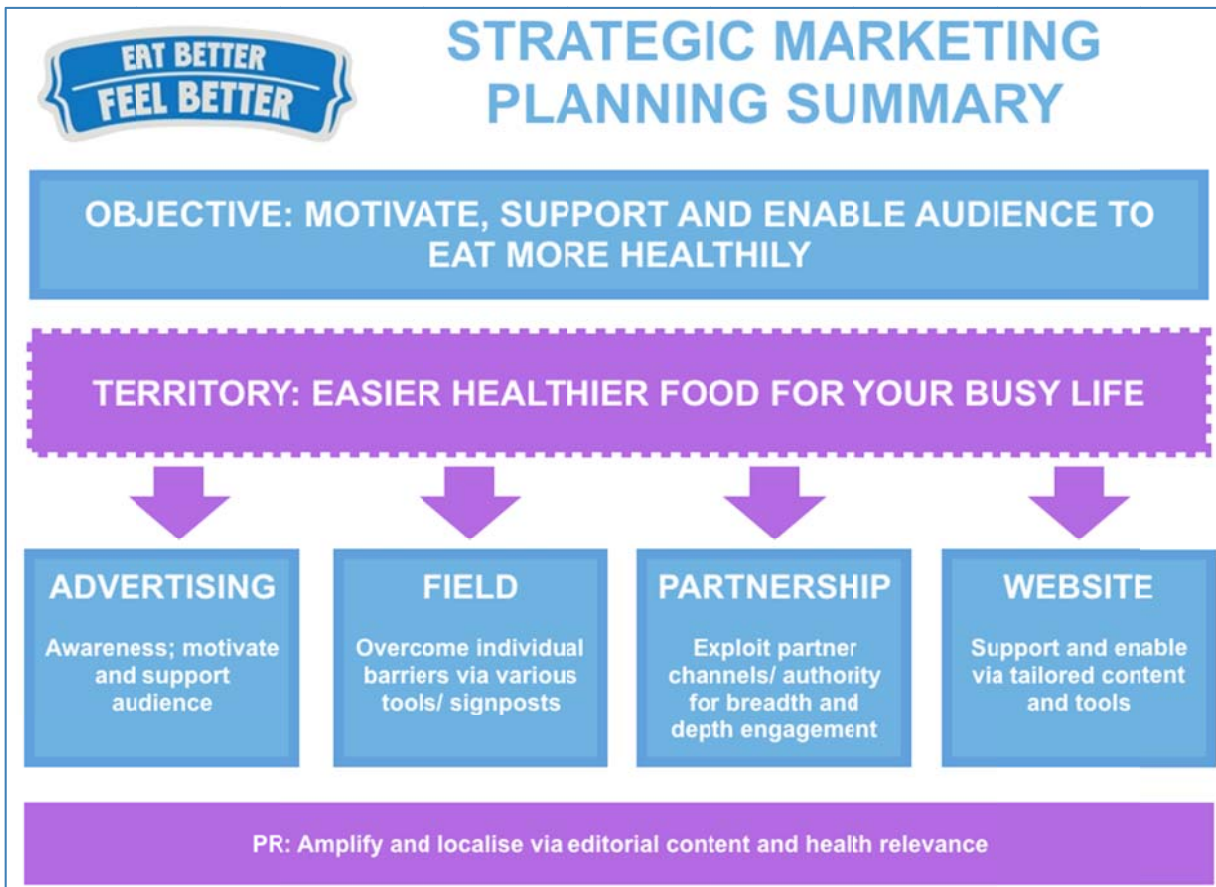 EAT BETTER
FEEL BETTER
STRATEGIC MARKETING
PLANNING SUMMARY
OBJECTIVE: MOTIVATE, SUPPORT AND ENABLE AUDIENCE TO
EAT MORE HEALTHILY
TERRITORY: EASIER HEALTHIER FOOD FOR YOUR BUSY LIFE
ADVERTISING
Awareness; motivate
and support
audience
FIELD
Overcome individual
barriers via various
tools/ signposts
PARTNERSHIP
Exploit partner
channels/ authority
for breadth and
depth engagement
WEBSITE
Support and enable
via tailored content
and tools
PR: Amplify and localise via editorial content and health relevance